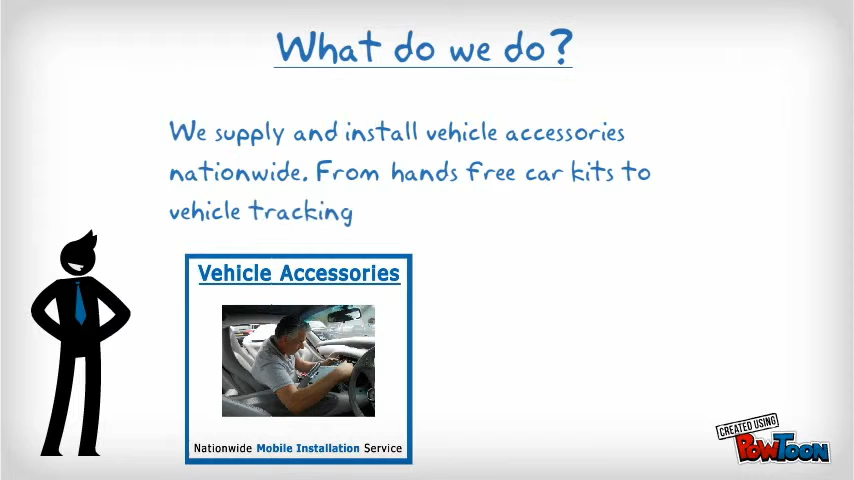 What do we do?
We supply and install vehicle accessories
nationwide. From hands free car kits to
vehicle tracking
Vehicle Accessories
Nationwide Mobile Installation Service
CREATED USING
POWTOON